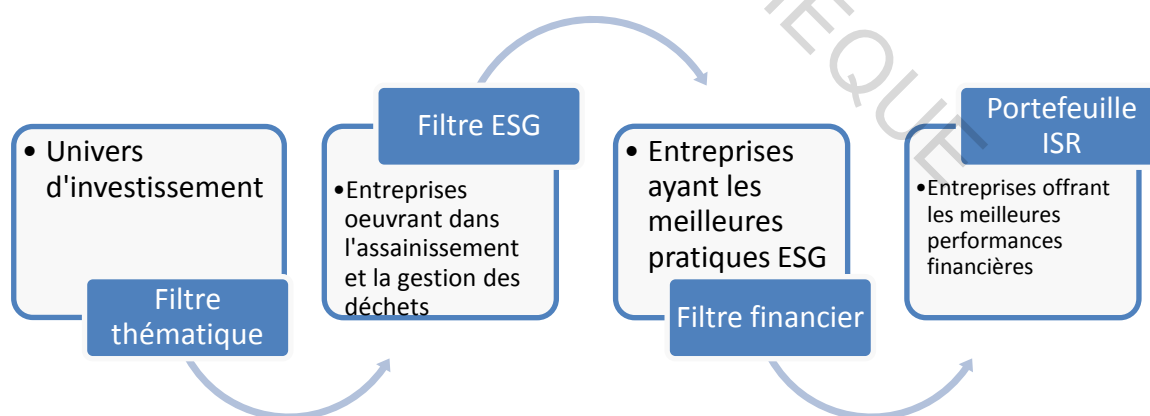 • Univers
d'investissement
Filtre
thématique
Filtre ESG
•Entreprises
oeuvrant dans
l'assainissement
et la gestion des
déchets
• Entreprises
ayant les
meilleures
pratiques ESG
Filtre financier
Portefeuille
ISR
•Entreprises offrant
les meilleures
performances
financières